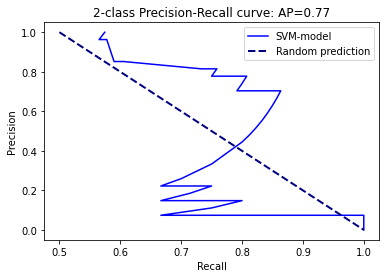 2-class Precision-Recall curve: AP=0.77
SVM-model
Random prediction
Precision
1.0
0.8
0.6
0.4
0.2
0.0
0.5 0.6 0.7 0.8 0.9 1.0
Recall